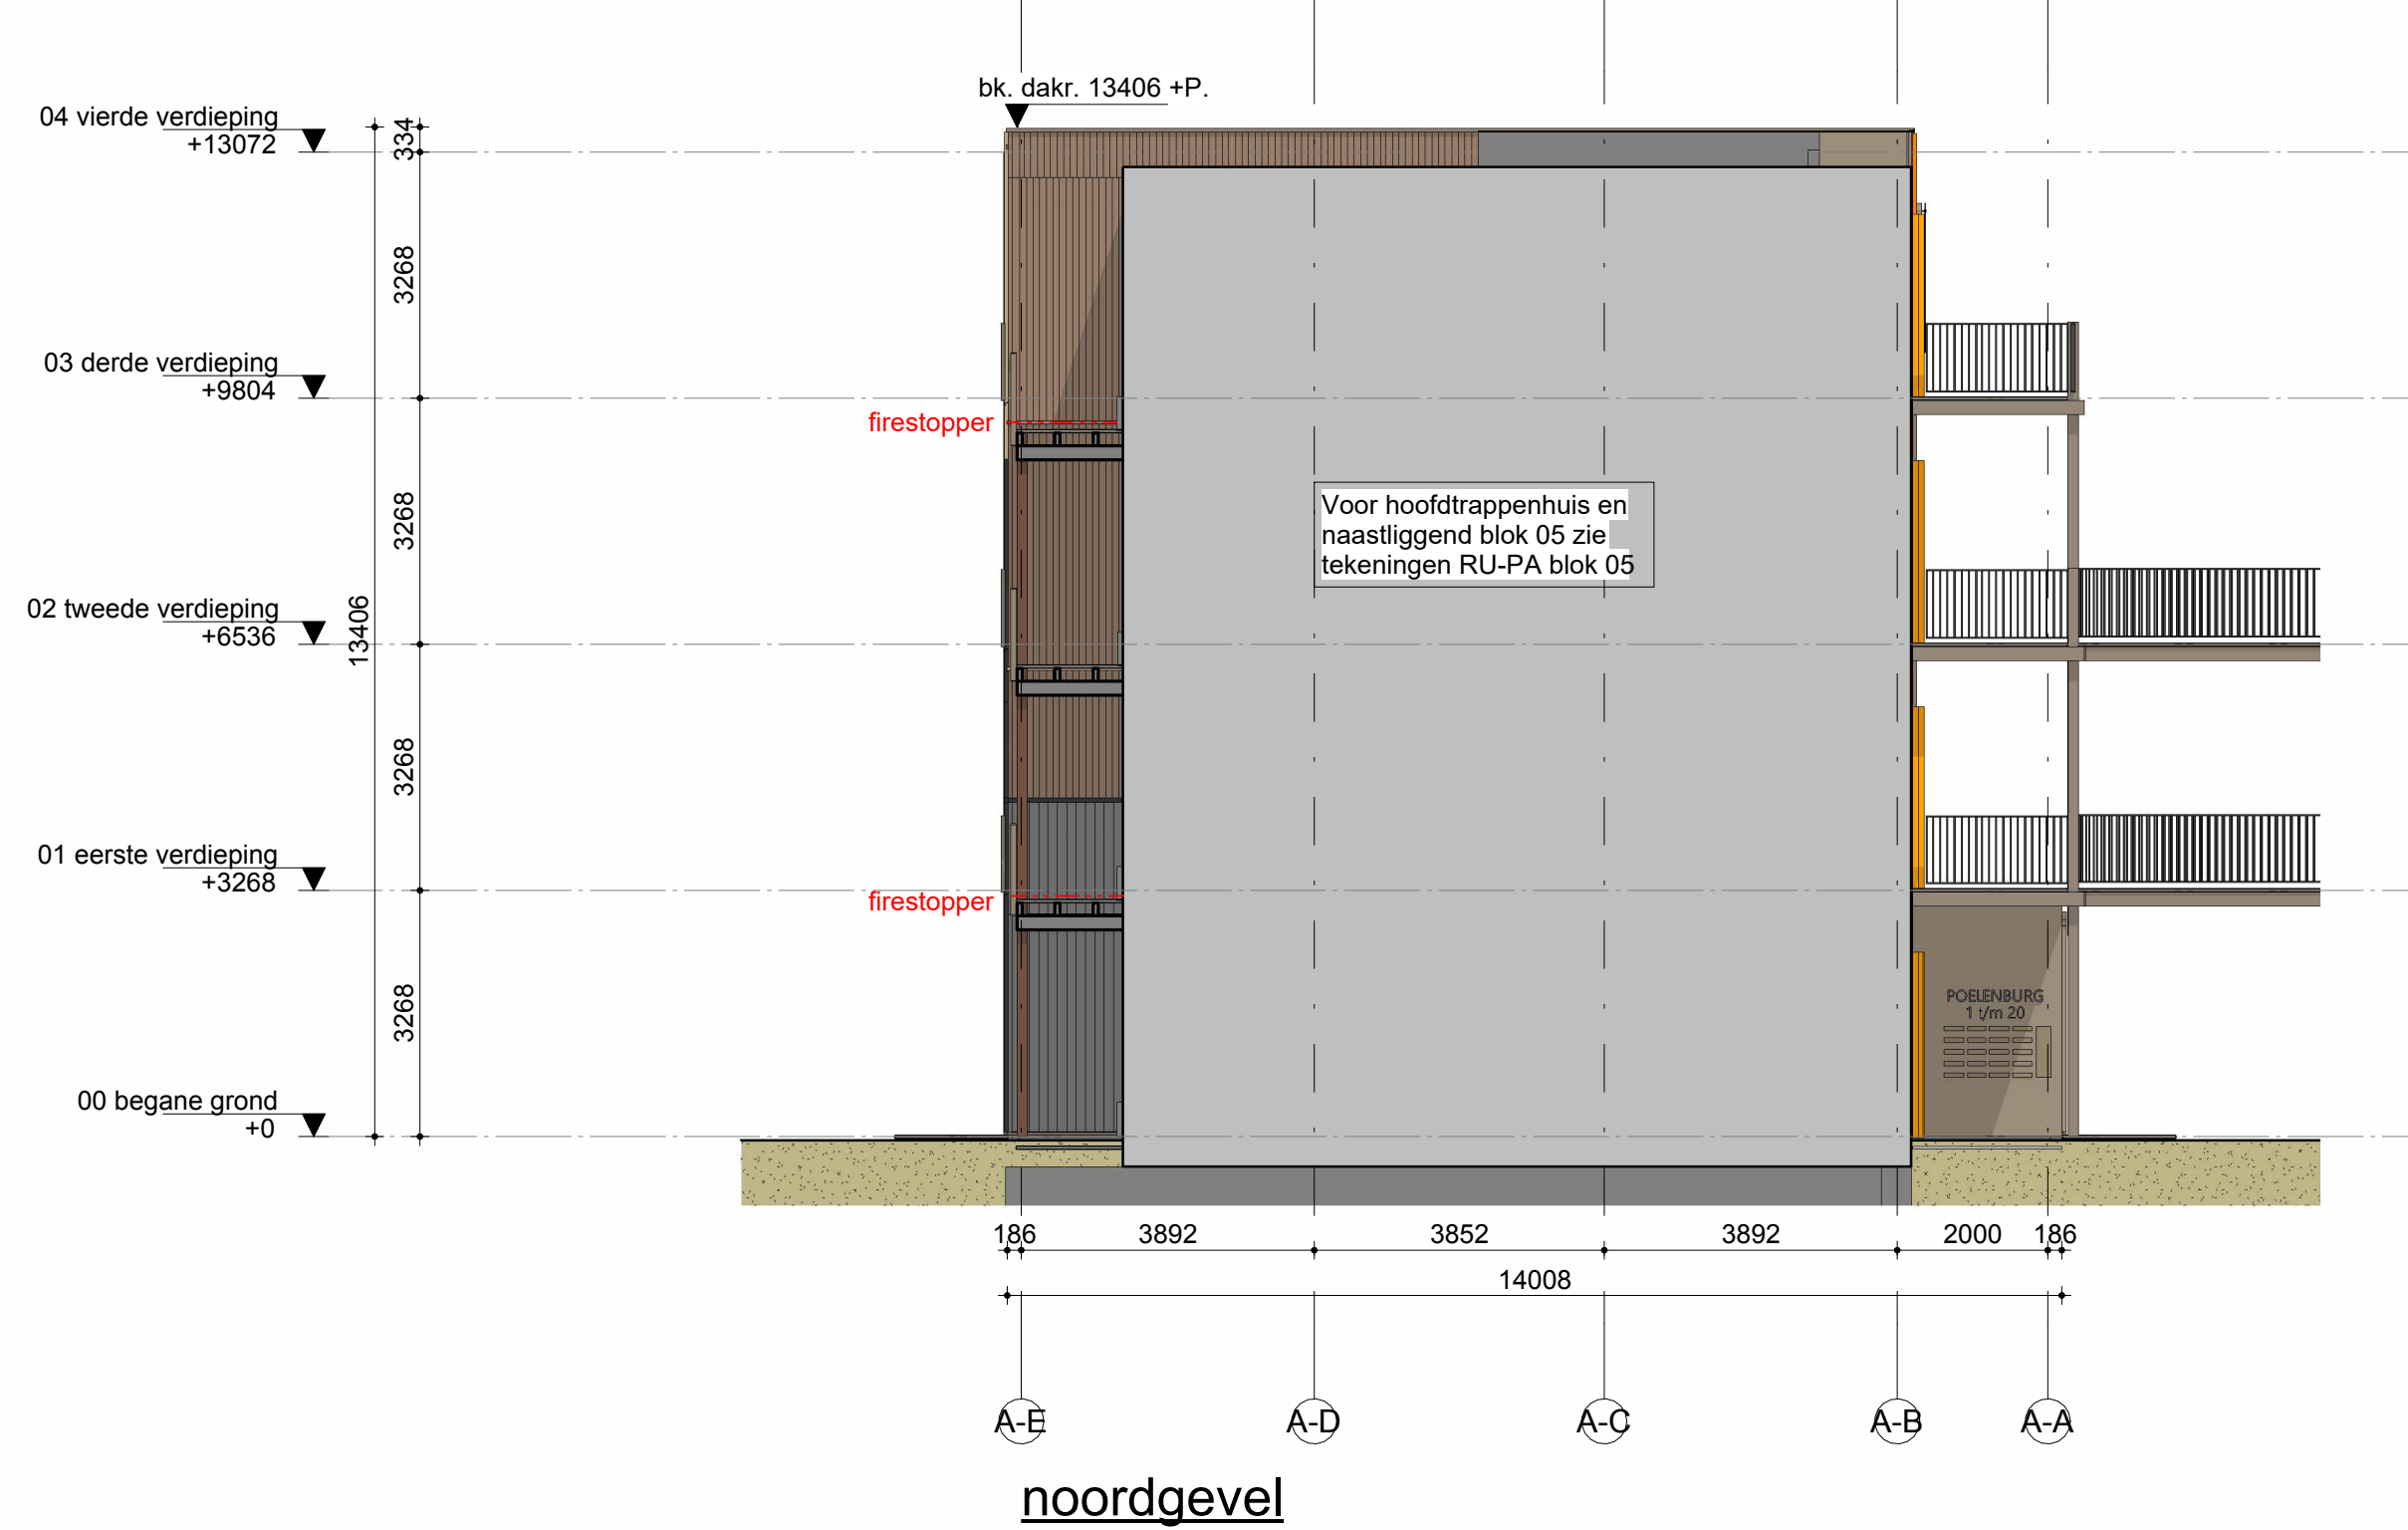 bk. dakr. 13406 +P.
04 vierde verdieping
+13072
334
3268
03 derde verdieping
+9804
firestopper
3268
Voor hoofdtrappenhuis en
naastliggend blok 05 zie
tekeningen RU-PA blok 05
02 tweede verdieping
+6536
13406
3268
01 eerste verdieping
+3268
firestopper
3268
POELENBURG
1 t/m 20
00 begane grond
+0
186 3892 3852 3892 2000 186
14008
A-E A-D A-C A-B A-A
noordgevel